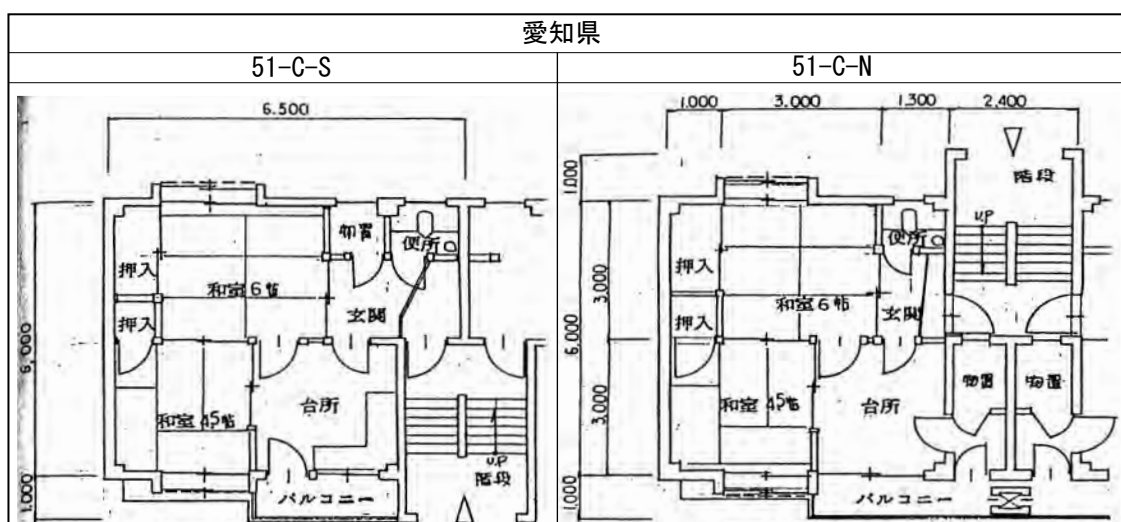 愛知県
51-C-S
51-C-N
6.500
1.000
3.000
1.300
2.400
1.000
3.000
6.000
3.000
1.000
6.000
1.000
物置
便所
押入
和室6帖
押入
玄関
和室4.5帖
台所
UP
階段
バルコニー
階段
UP
便所
押入
和室6帖
玄関
押入
物置
物置
和室4.5帖
台所
バルコニー